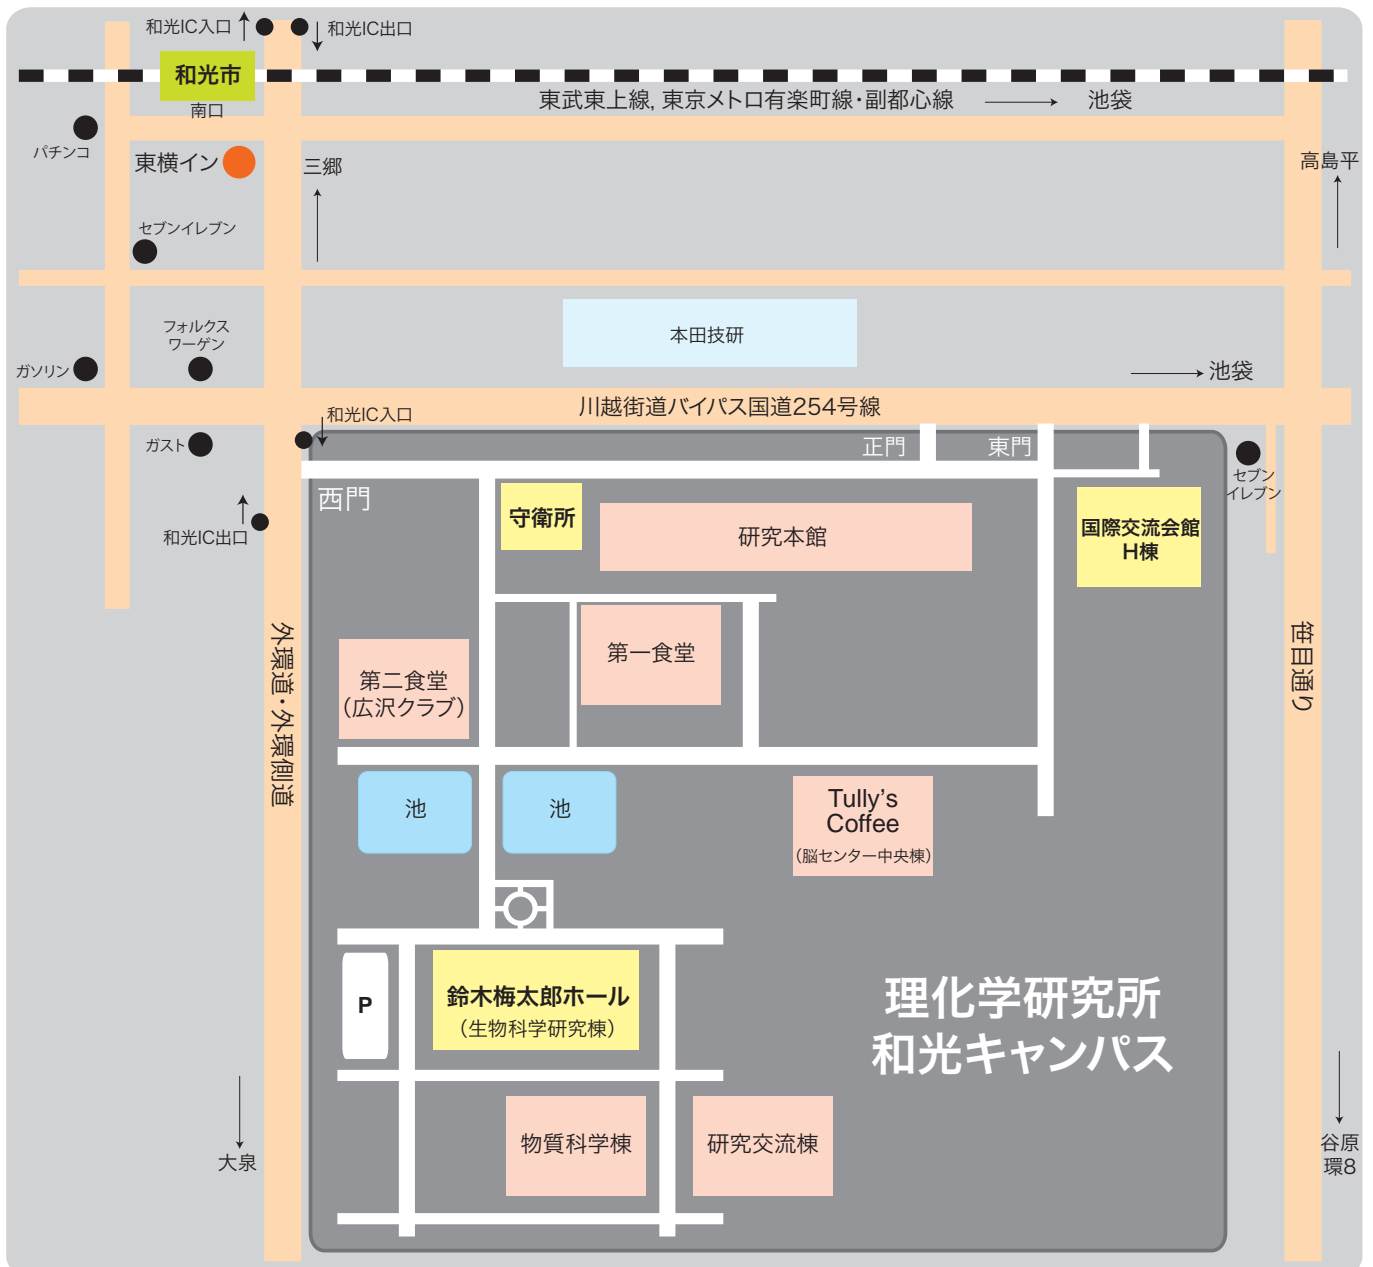 和光IC入口
和光IC出口
和光市
南口
東武東上線, 東京メトロ有楽町線・副都心線
池袋
パチンコ
東横イン
三郷
高島平
セブンイレブン
フォルクス
ワーゲン
ガソリン
本田技研
池袋
川越街道バイパス国道254号線
和光IC入口
ガスト
正門
東門
セブン
イレブン
西門
守衛所
研究本館
国際交流会館
H棟
和光IC出口
外環道・外環側道
笹目通り
第一食堂
第二食堂
（広沢クラブ）
池
池
Tully’s
Coffee
（脳センター中央棟）
P
鈴木梅太郎ホール
（生物科学研究棟）
理化学研究所
和光キャンパス
物質科学棟
研究交流棟
大泉
谷原
環8